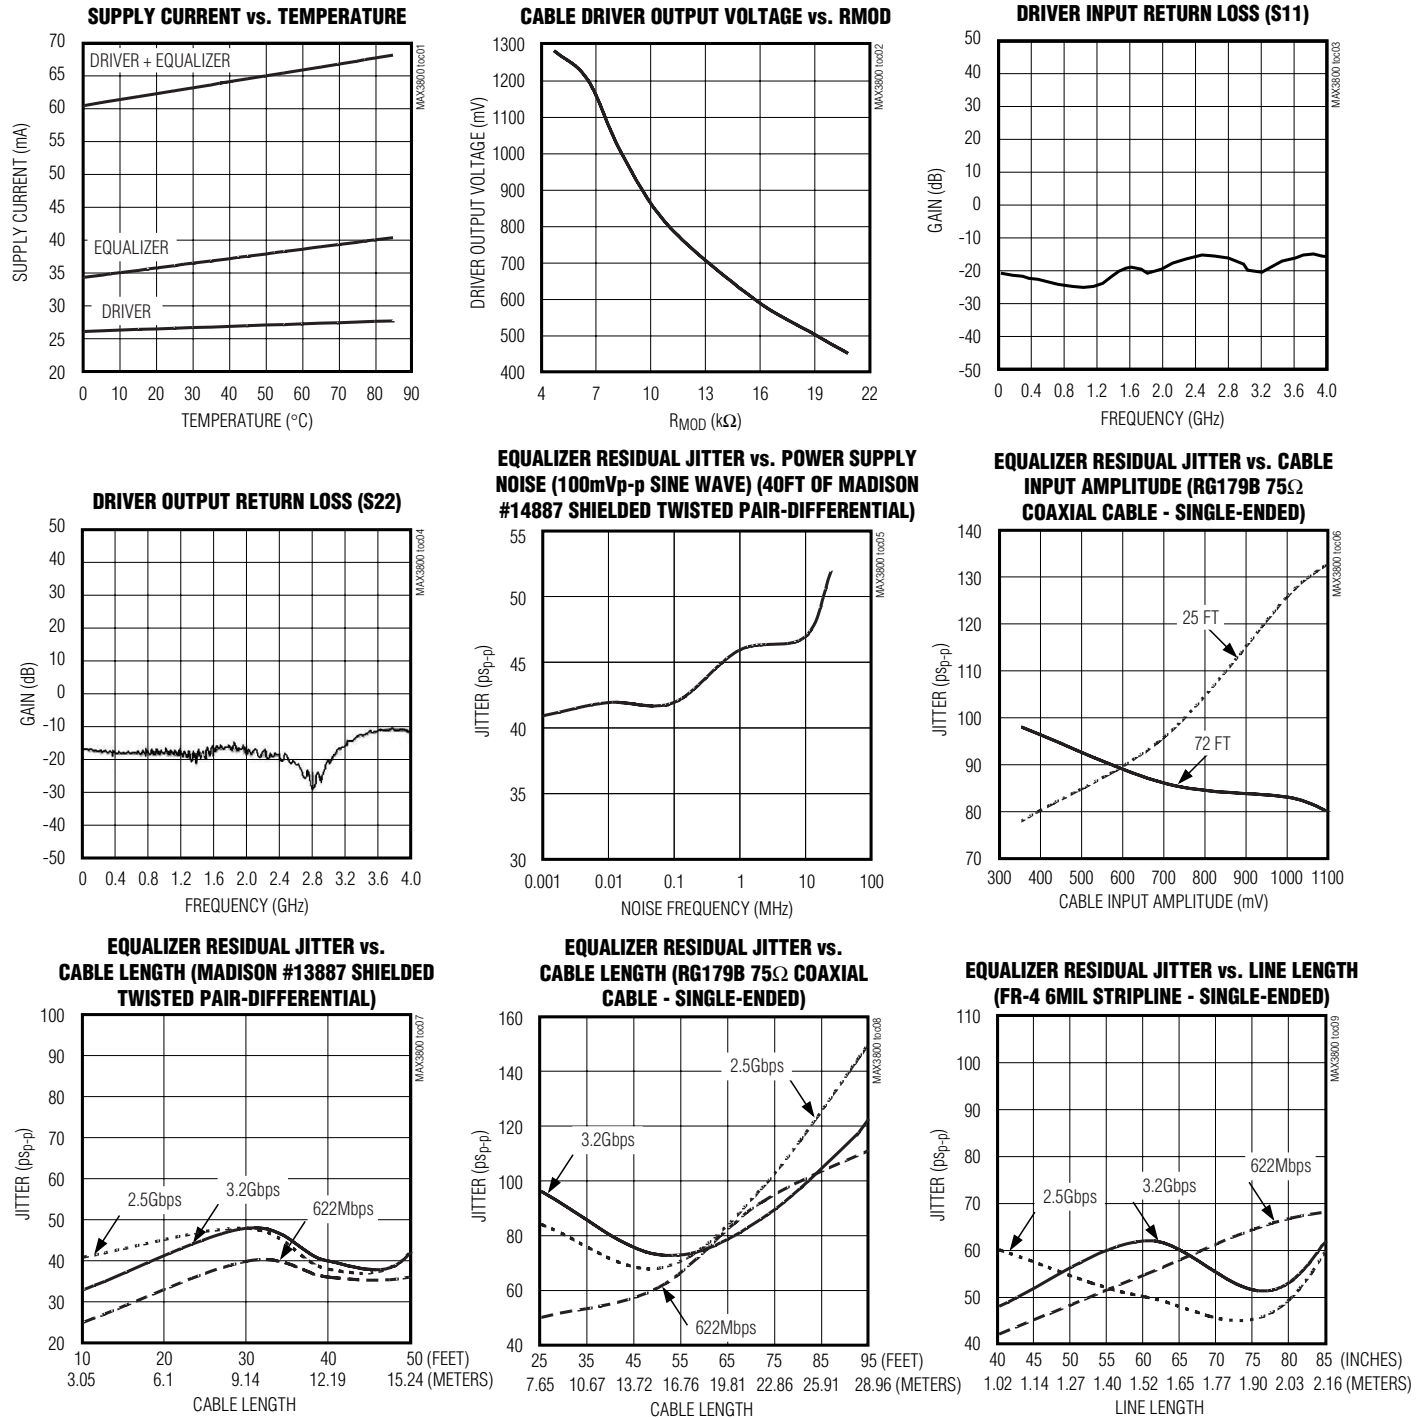 SUPPLY CURRENT vs. TEMPERATURE
SUPPLY CURRENT (mA)
70
65
60
55
50
45
40
35
30
25
20
DRIVER + EQUALIZER
EQUALIZER
DRIVER
MAX3800 toc01
0 10 20 30 40 50 60 70 80 90
TEMPERATURE (°C)
CABLE DRIVER OUTPUT VOLTAGE vs. RMOD
DRIVER OUTPUT VOLTAGE (mV)
1300
1200
1100
1000
900
800
700
600
500
400
MAX3800 toc02
4 7 10 13 16 19 22
RMOD (kΩ)
DRIVER INPUT RETURN LOSS (S11)
GAIN (dB)
50
40
30
20
10
0
-10
-20
-30
-40
-50
MAX3800 toc03
0 0.4 0.8 1.2 1.6 2.0 2.4 2.8 3.2 3.6 4.0
FREQUENCY (GHz)
DRIVER OUTPUT RETURN LOSS (S22)
GAIN (dB)
50
40
30
20
10
0
-10
-20
-30
-40
-50
MAX3800 toc04
0 0.4 0.8 1.2 1.6 2.0 2.4 2.8 3.2 3.6 4.0
FREQUENCY (GHz)
EQUALIZER RESIDUAL JITTER vs. POWER SUPPLY
NOISE (100mVp-p SINE WAVE) (40FT OF MADISON
#14887 SHIELDED TWISTED PAIR-DIFFERENTIAL)
JITTER (psp-p)
55
50
45
40
35
30
MAX3800 toc05
0.001 0.01 0.1 1 10 100
NOISE FREQUENCY (MHz)
EQUALIZER RESIDUAL JITTER vs. CABLE
INPUT AMPLITUDE (RG179B 75Ω
COAXIAL CABLE - SINGLE-ENDED)
JITTER (psp-p)
140
130
120
110
100
90
80
70
25 FT
72 FT
MAX3800 toc06
300 400 500 600 700 800 900 1000 1100
CABLE INPUT AMPLITUDE (mV)
EQUALIZER RESIDUAL JITTER vs.
CABLE LENGTH (MADISON #13887 SHIELDED
TWISTED PAIR-DIFFERENTIAL)
JITTER (psp-p)
100
90
80
70
60
50
40
30
20
2.5Gbps
3.2Gbps
622Mbps
MAX3800 toc07
10 20 30 40 50 (FEET)
3.05 6.1 9.14 12.19 15.24 (METERS)
CABLE LENGTH
EQUALIZER RESIDUAL JITTER vs.
CABLE LENGTH (RG179B 75Ω COAXIAL
CABLE - SINGLE-ENDED)
JITTER (psp-p)
160
140
120
100
80
60
40
2.5Gbps
3.2Gbps
622Mbps
MAX3800 toc08
25 35 45 55 65 75 85 95 (FEET)
7.65 10.67 13.72 16.76 19.81 22.86 25.91 28.96 (METERS)
CABLE LENGTH
EQUALIZER RESIDUAL JITTER vs. LINE LENGTH
(FR-4 6MIL STRIPLINE - SINGLE-ENDED)
JITTER (psp-p)
110
100
90
80
70
60
50
40
622Mbps
3.2Gbps
2.5Gbps
MAX3800 toc09
40 45 50 55 60 65 70 75 80 85 (INCHES)
1.02 1.14 1.27 1.40 1.52 1.65 1.77 1.90 2.03 2.16 (METERS)
LINE LENGTH